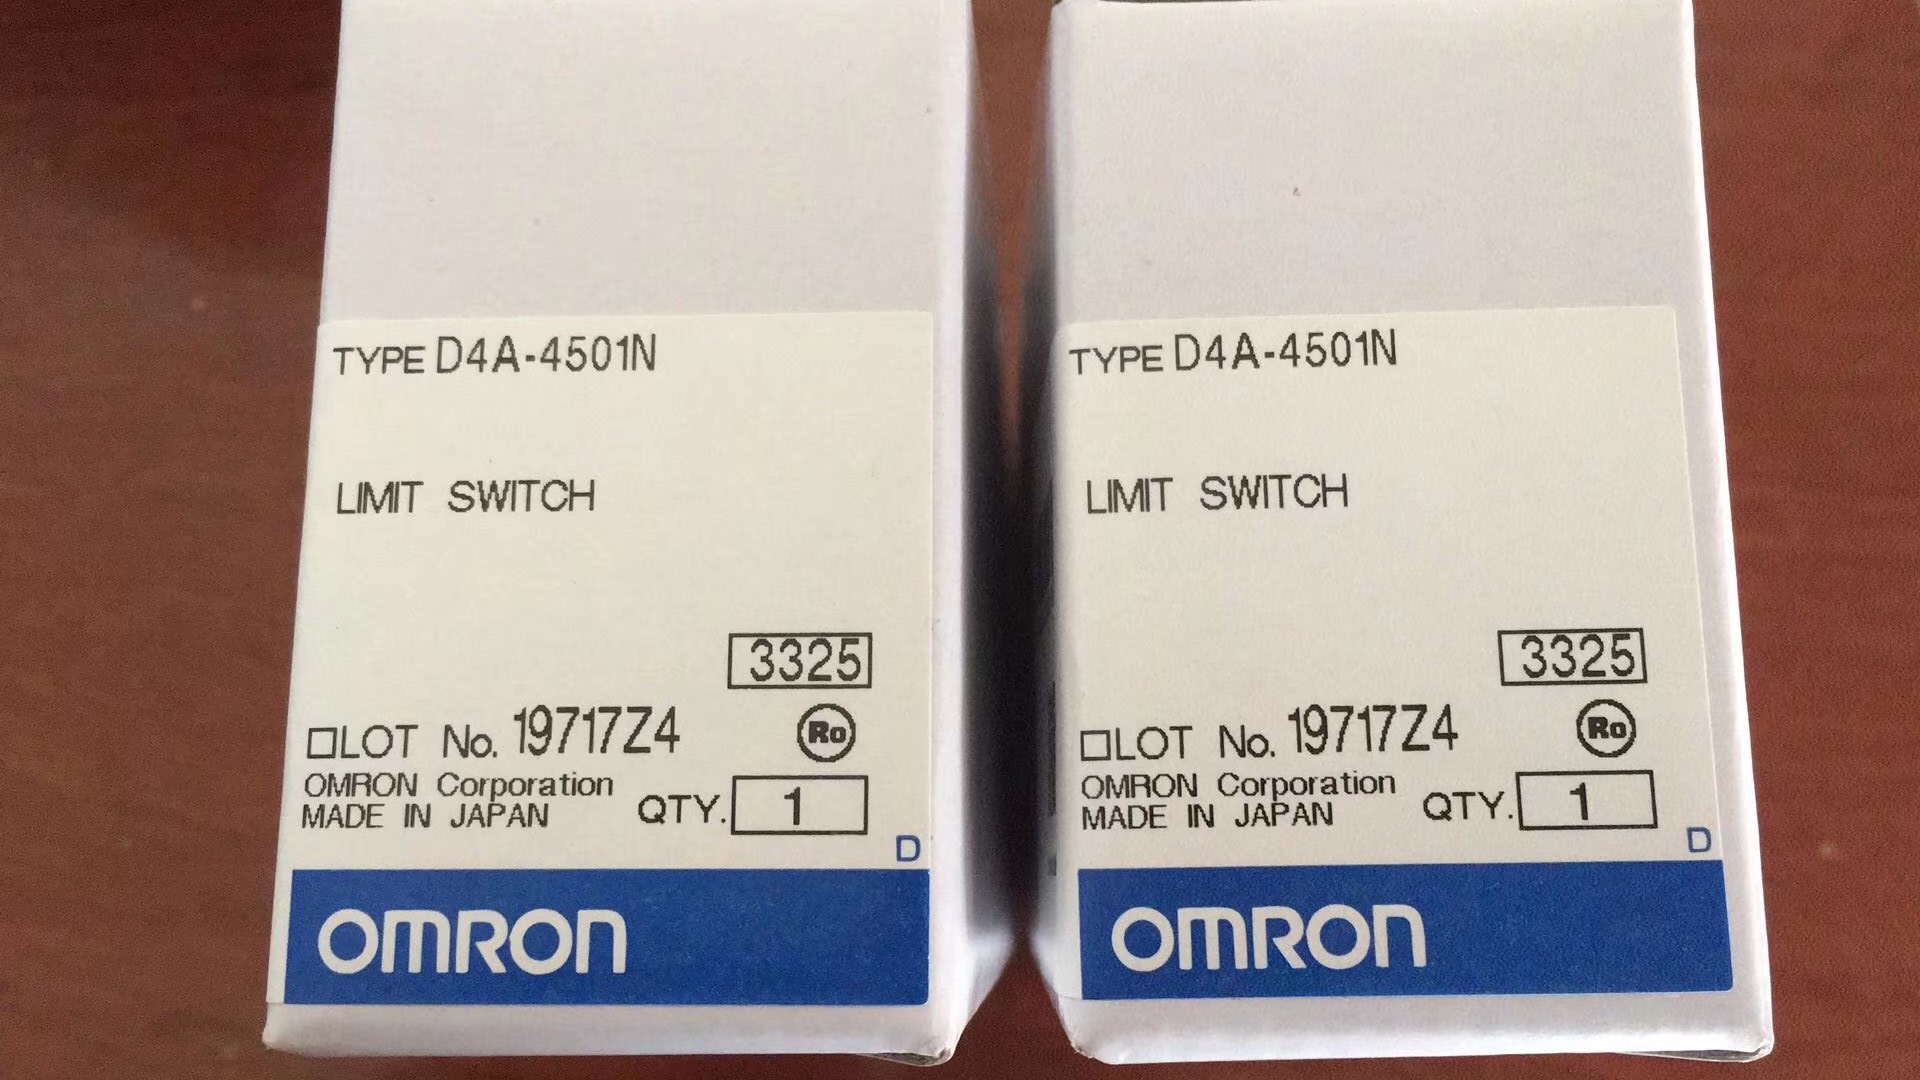 TYPE D4A-4501N
LIMIT SWITCH
3325
LOT No. 19717Z4
Ro
OMRON Corporation
MADE IN JAPAN
QTY. 1
D
OMRON
TYPE D4A-4501N
LIMIT SWITCH
3325
LOT No. 19717Z4
Ro
OMRON Corporation
MADE IN JAPAN
QTY. 1
D
OMRON